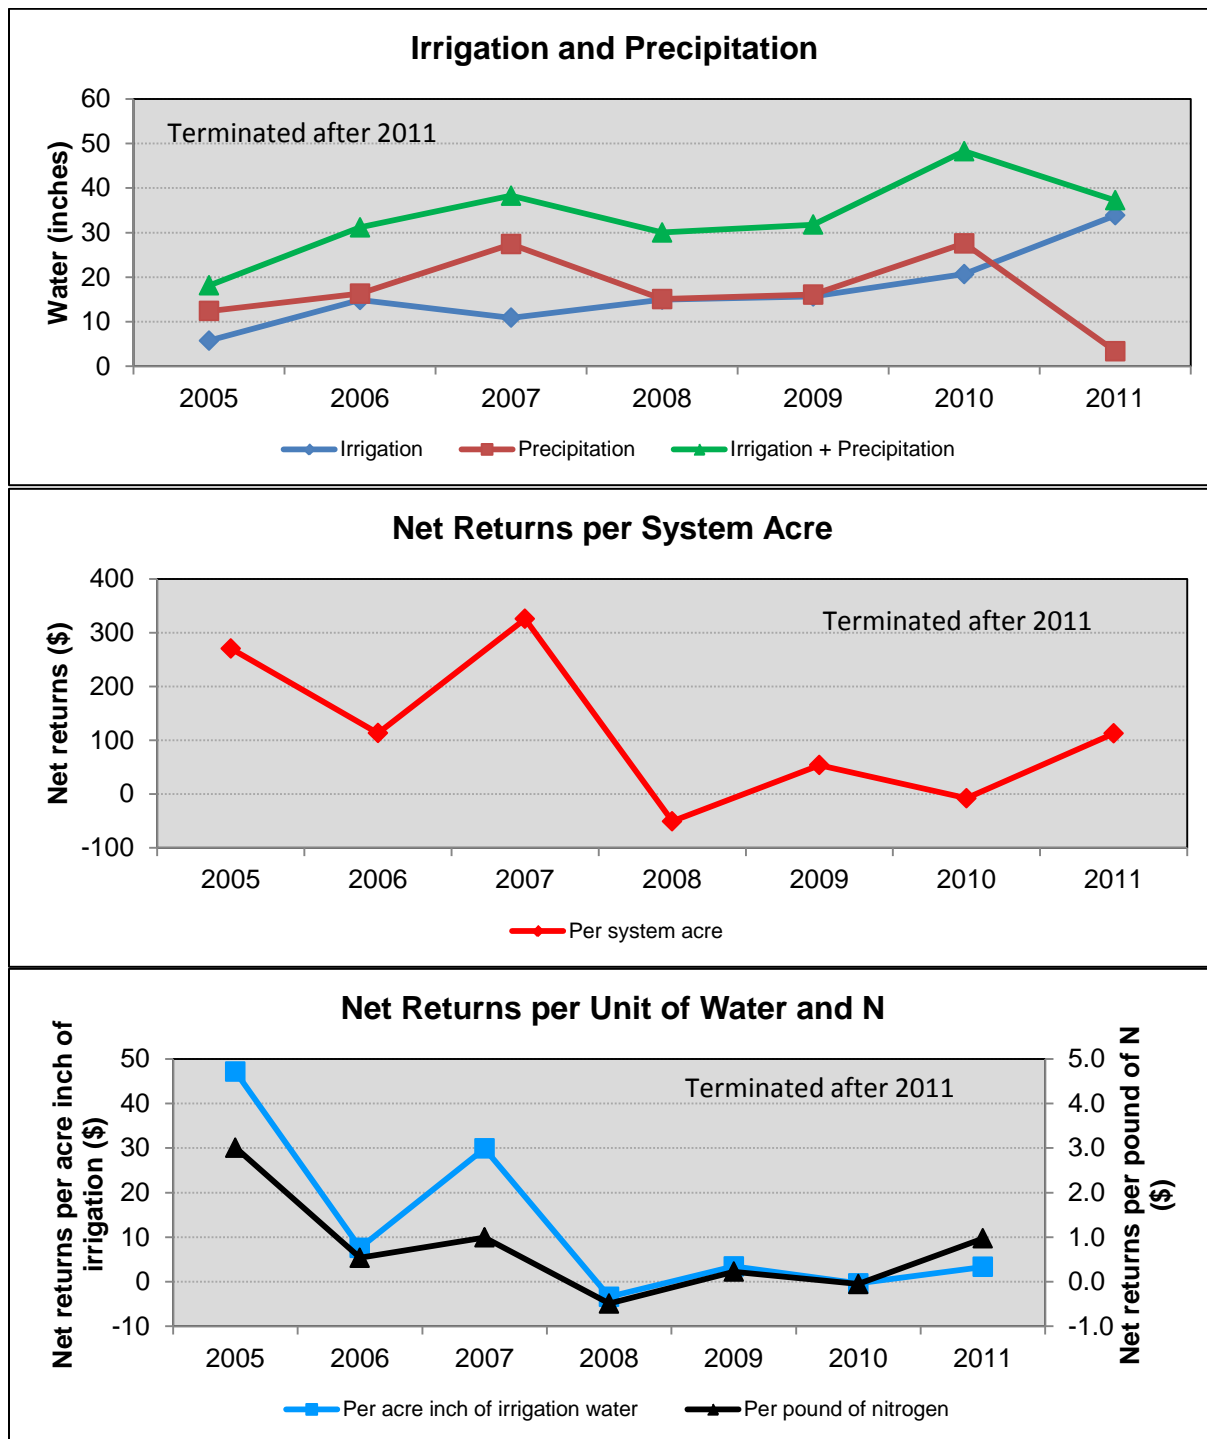 Irrigation and Precipitation
Water (inches)
60
50
40
30
20
10
0
Terminated after 2011
2005 2006 2007 2008 2009 2010 2011
Irrigation Precipitation Irrigation + Precipitation
Net Returns per System Acre
Net returns ($)
400
300
200
100
0
-100
Terminated after 2011
2005 2006 2007 2008 2009 2010 2011
Per system acre
Net Returns per Unit of Water and N
Net returns per acre inch of
irrigation ($)
50
40
30
20
10
0
-10
Terminated after 2011
5.0
4.0
3.0
2.0
1.0
0.0
-1.0
Net returns per pound of N
($)
2005 2006 2007 2008 2009 2010 2011
Per acre inch of irrigation water Per pound of nitrogen